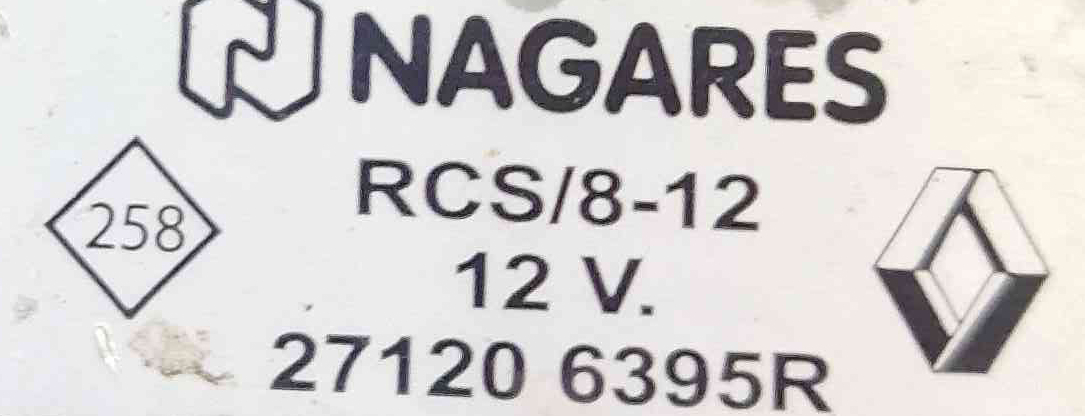 NAGARES
258
RCS/8-12
12 V.
27120 6395R